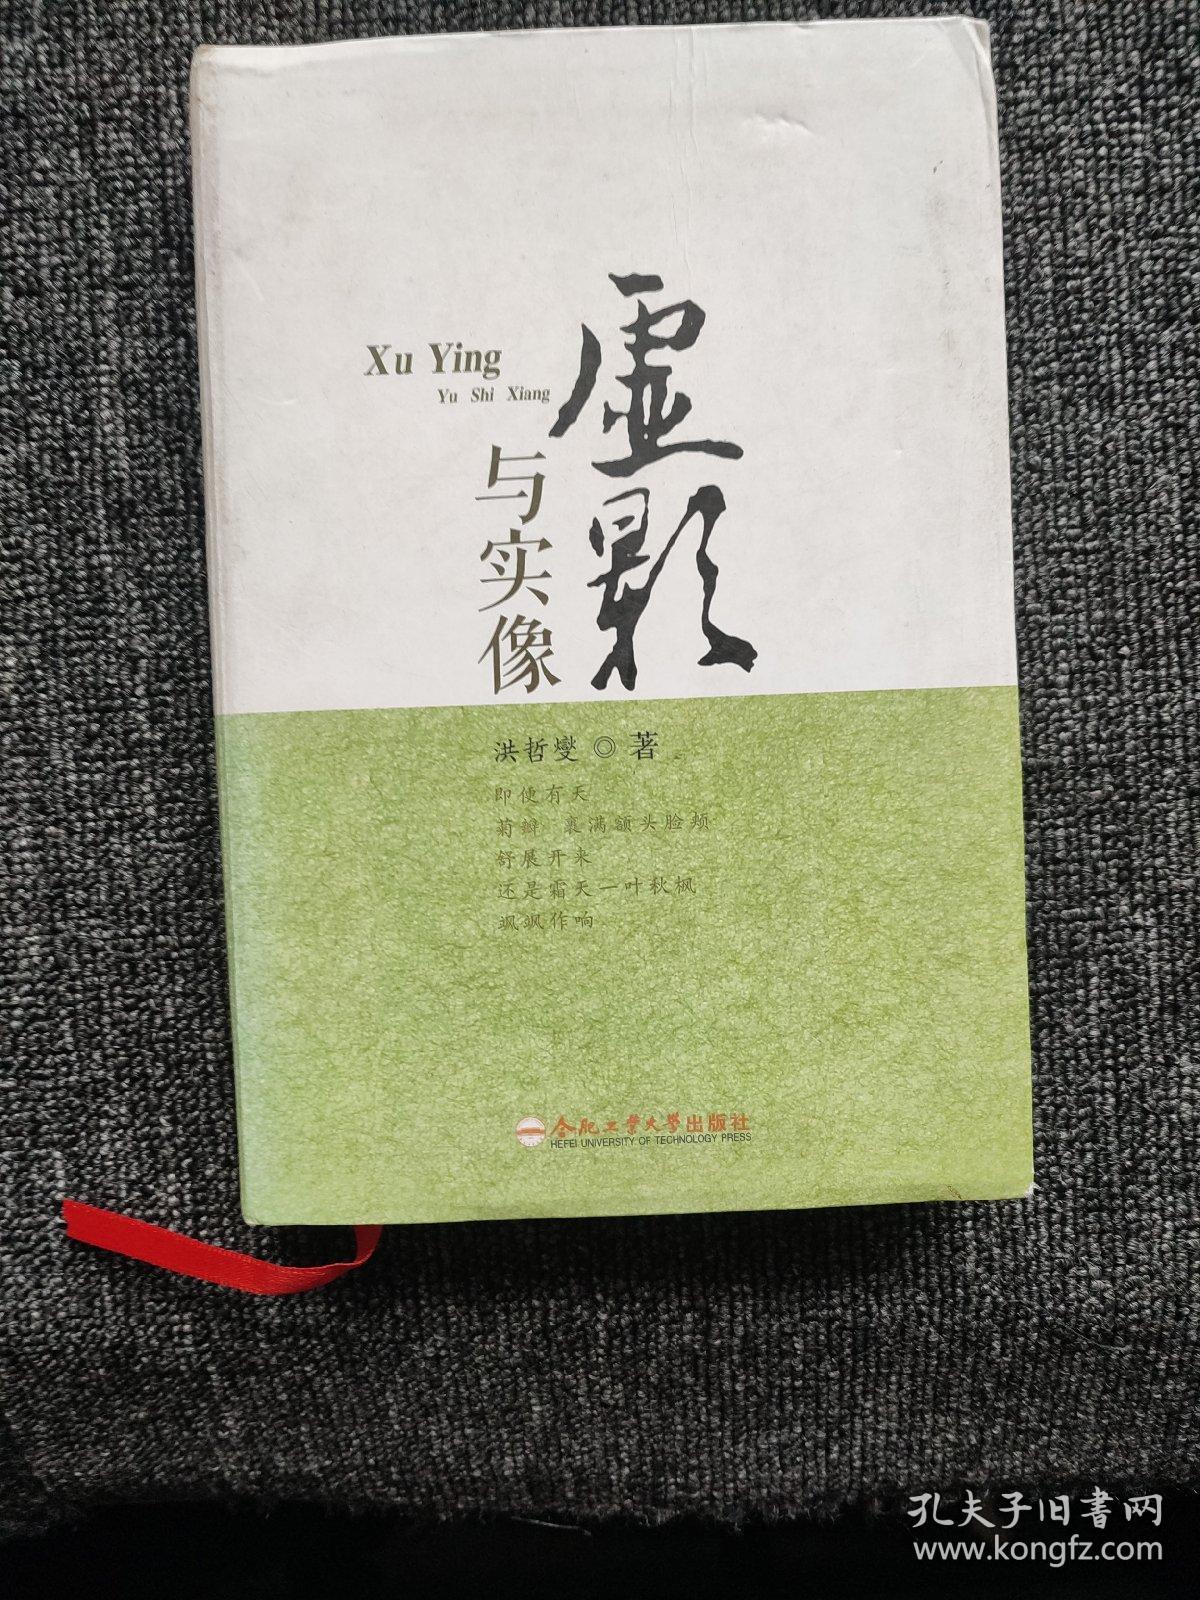 Xu Ying
Yu Shi Xiang
虚影
与实像
洪哲燮◎著
即便有天
菊瓣 裹满额头脸颊
舒展开来
还是霜天一叶秋枫
飒飒作响
合肥工业大学出版社
HEFEI UNIVERSITY OF TECHNOLOGY PRESS
孔夫子旧書网
www.kongfz.com